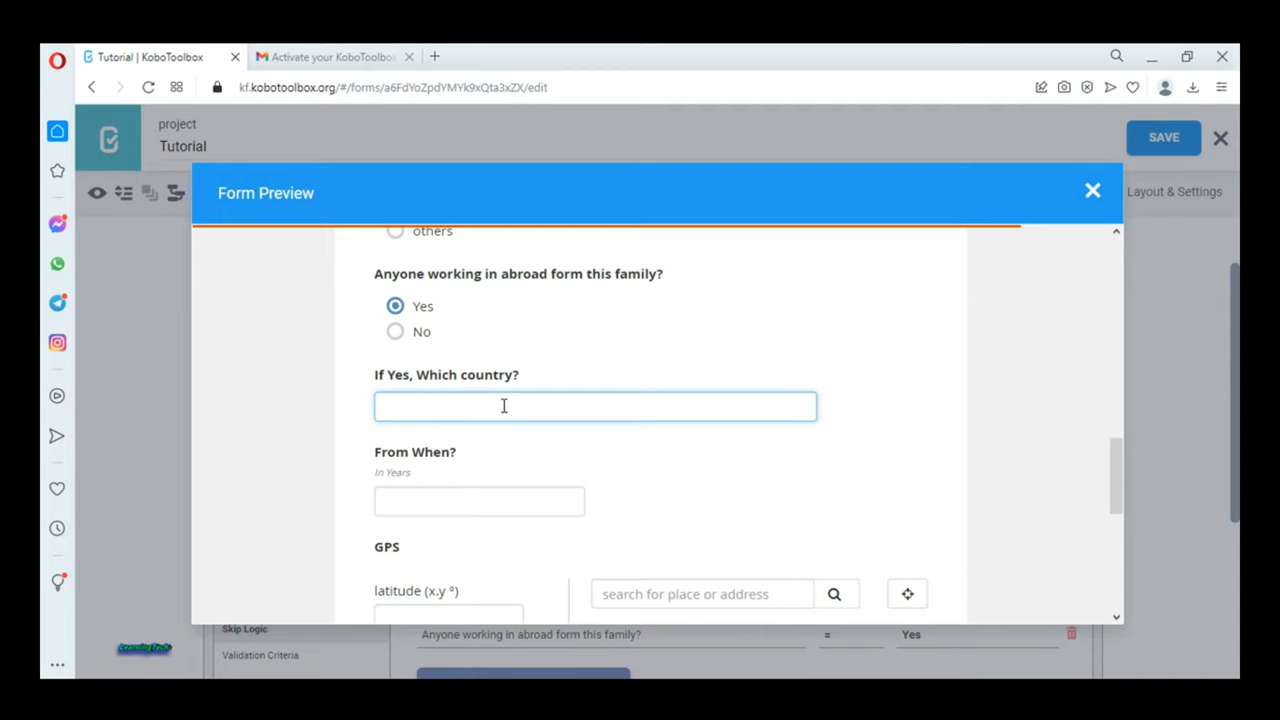 Tutorial | KoboToolbox
Activate your KoboToolbo
kf.kobotoolbox.org/#/forms/a6FdYoZpdYMYk9xQta3xZX/edit
project
Tutorial
SAVE
Layout & Settings
Form Preview
others
Anyone working in abroad form this family?
Yes
No
If Yes, Which country?
From When?
In Years
GPS
latitude (x.y °)
search for place or address
Skip Logic
Anyone working in abroad form this family?
=
Yes
Validation Criteria
LearningTech